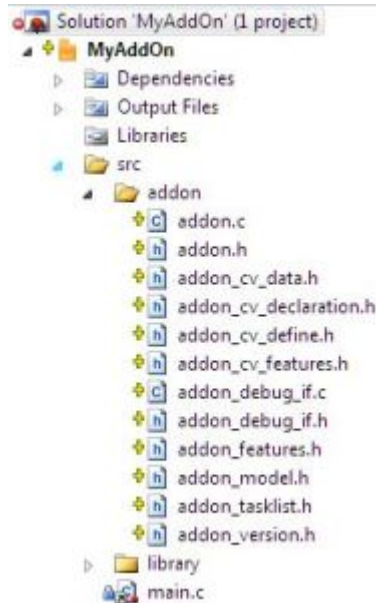 Solution 'MyAddOn' (1 project)
MyAddOn
Dependencies
Output Files
Libraries
src
addon
addon.c
addon.h
addon_cv_data.h
addon_cv_declaration.h
addon_cv_define.h
addon_cv_features.h
addon_debug_if.c
addon_debug_if.h
addon_features.h
addon_model.h
addon_tasklist.h
addon_version.h
library
main.c